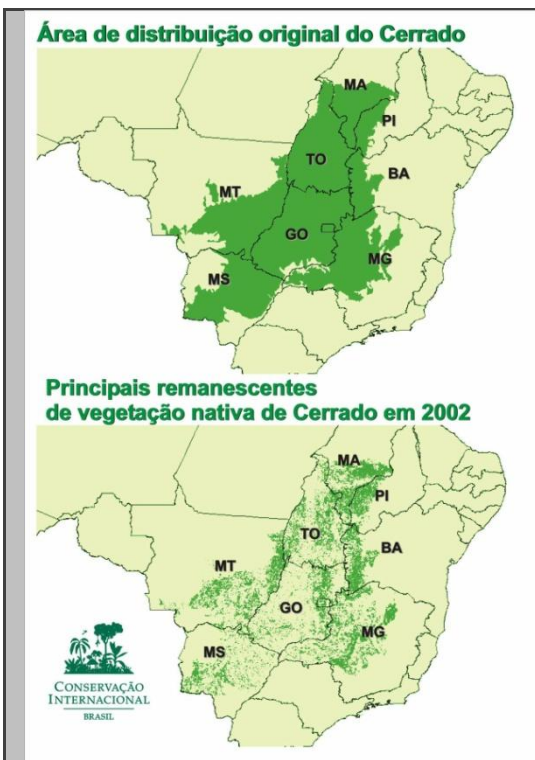 Área de distribuição original do Cerrado
MA
PI
TO
BA
MT
GO
MG
MS
Principais remanescentes
de vegetação nativa de Cerrado em 2002
MA
PI
TO
BA
MT
GO
MG
MS
CONSERVAÇÃO
INTERNACIONAL
BRASIL